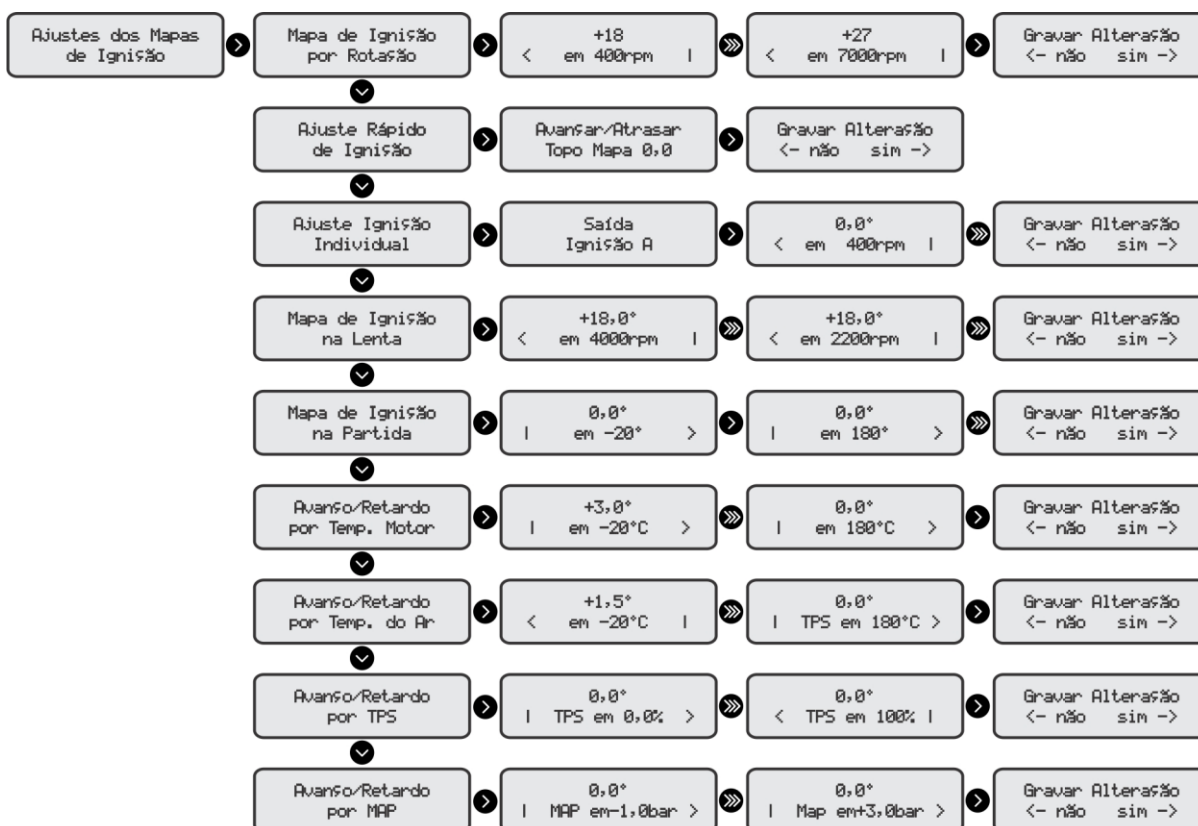 Ajustes dos Mapas
de Ignição
Mapa de Ignição
por Rotação
+18
< em 400rpm |
+27
< em 7000rpm |
Gravar Alteração
<- não sim ->
Ajuste Rápido
de Ignição
Avançar/Atrasar
Topo Mapa 0,0
Gravar Alteração
<- não sim ->
Ajuste Ignição
Individual
Saída
Ignição A
0,0°
< em 400rpm |
Gravar Alteração
<- não sim ->
Mapa de Ignição
na Lenta
+18,0°
< em 4000rpm |
+18,0°
< em 2200rpm |
Gravar Alteração
<- não sim ->
Mapa de Ignição
na Partida
0,0°
| em -20° >
0,0°
| em 180° >
Gravar Alteração
<- não sim ->
Avanço/Retardo
por Temp. Motor
+3,0°
| em -20°C >
0,0°
| em 180°C >
Gravar Alteração
<- não sim ->
Avanço/Retardo
por Temp. do Ar
+1,5°
< em -20°C |
0,0°
| TPS em 180°C >
Gravar Alteração
<- não sim ->
Avanço/Retardo
por TPS
0,0°
| TPS em 0,0% >
0,0°
< TPS em 100% |
Gravar Alteração
<- não sim ->
Avanço/Retardo
por MAP
0,0°
| MAP em-1,0bar >
0,0°
| Map em+3,0bar >
Gravar Alteração
<- não sim ->